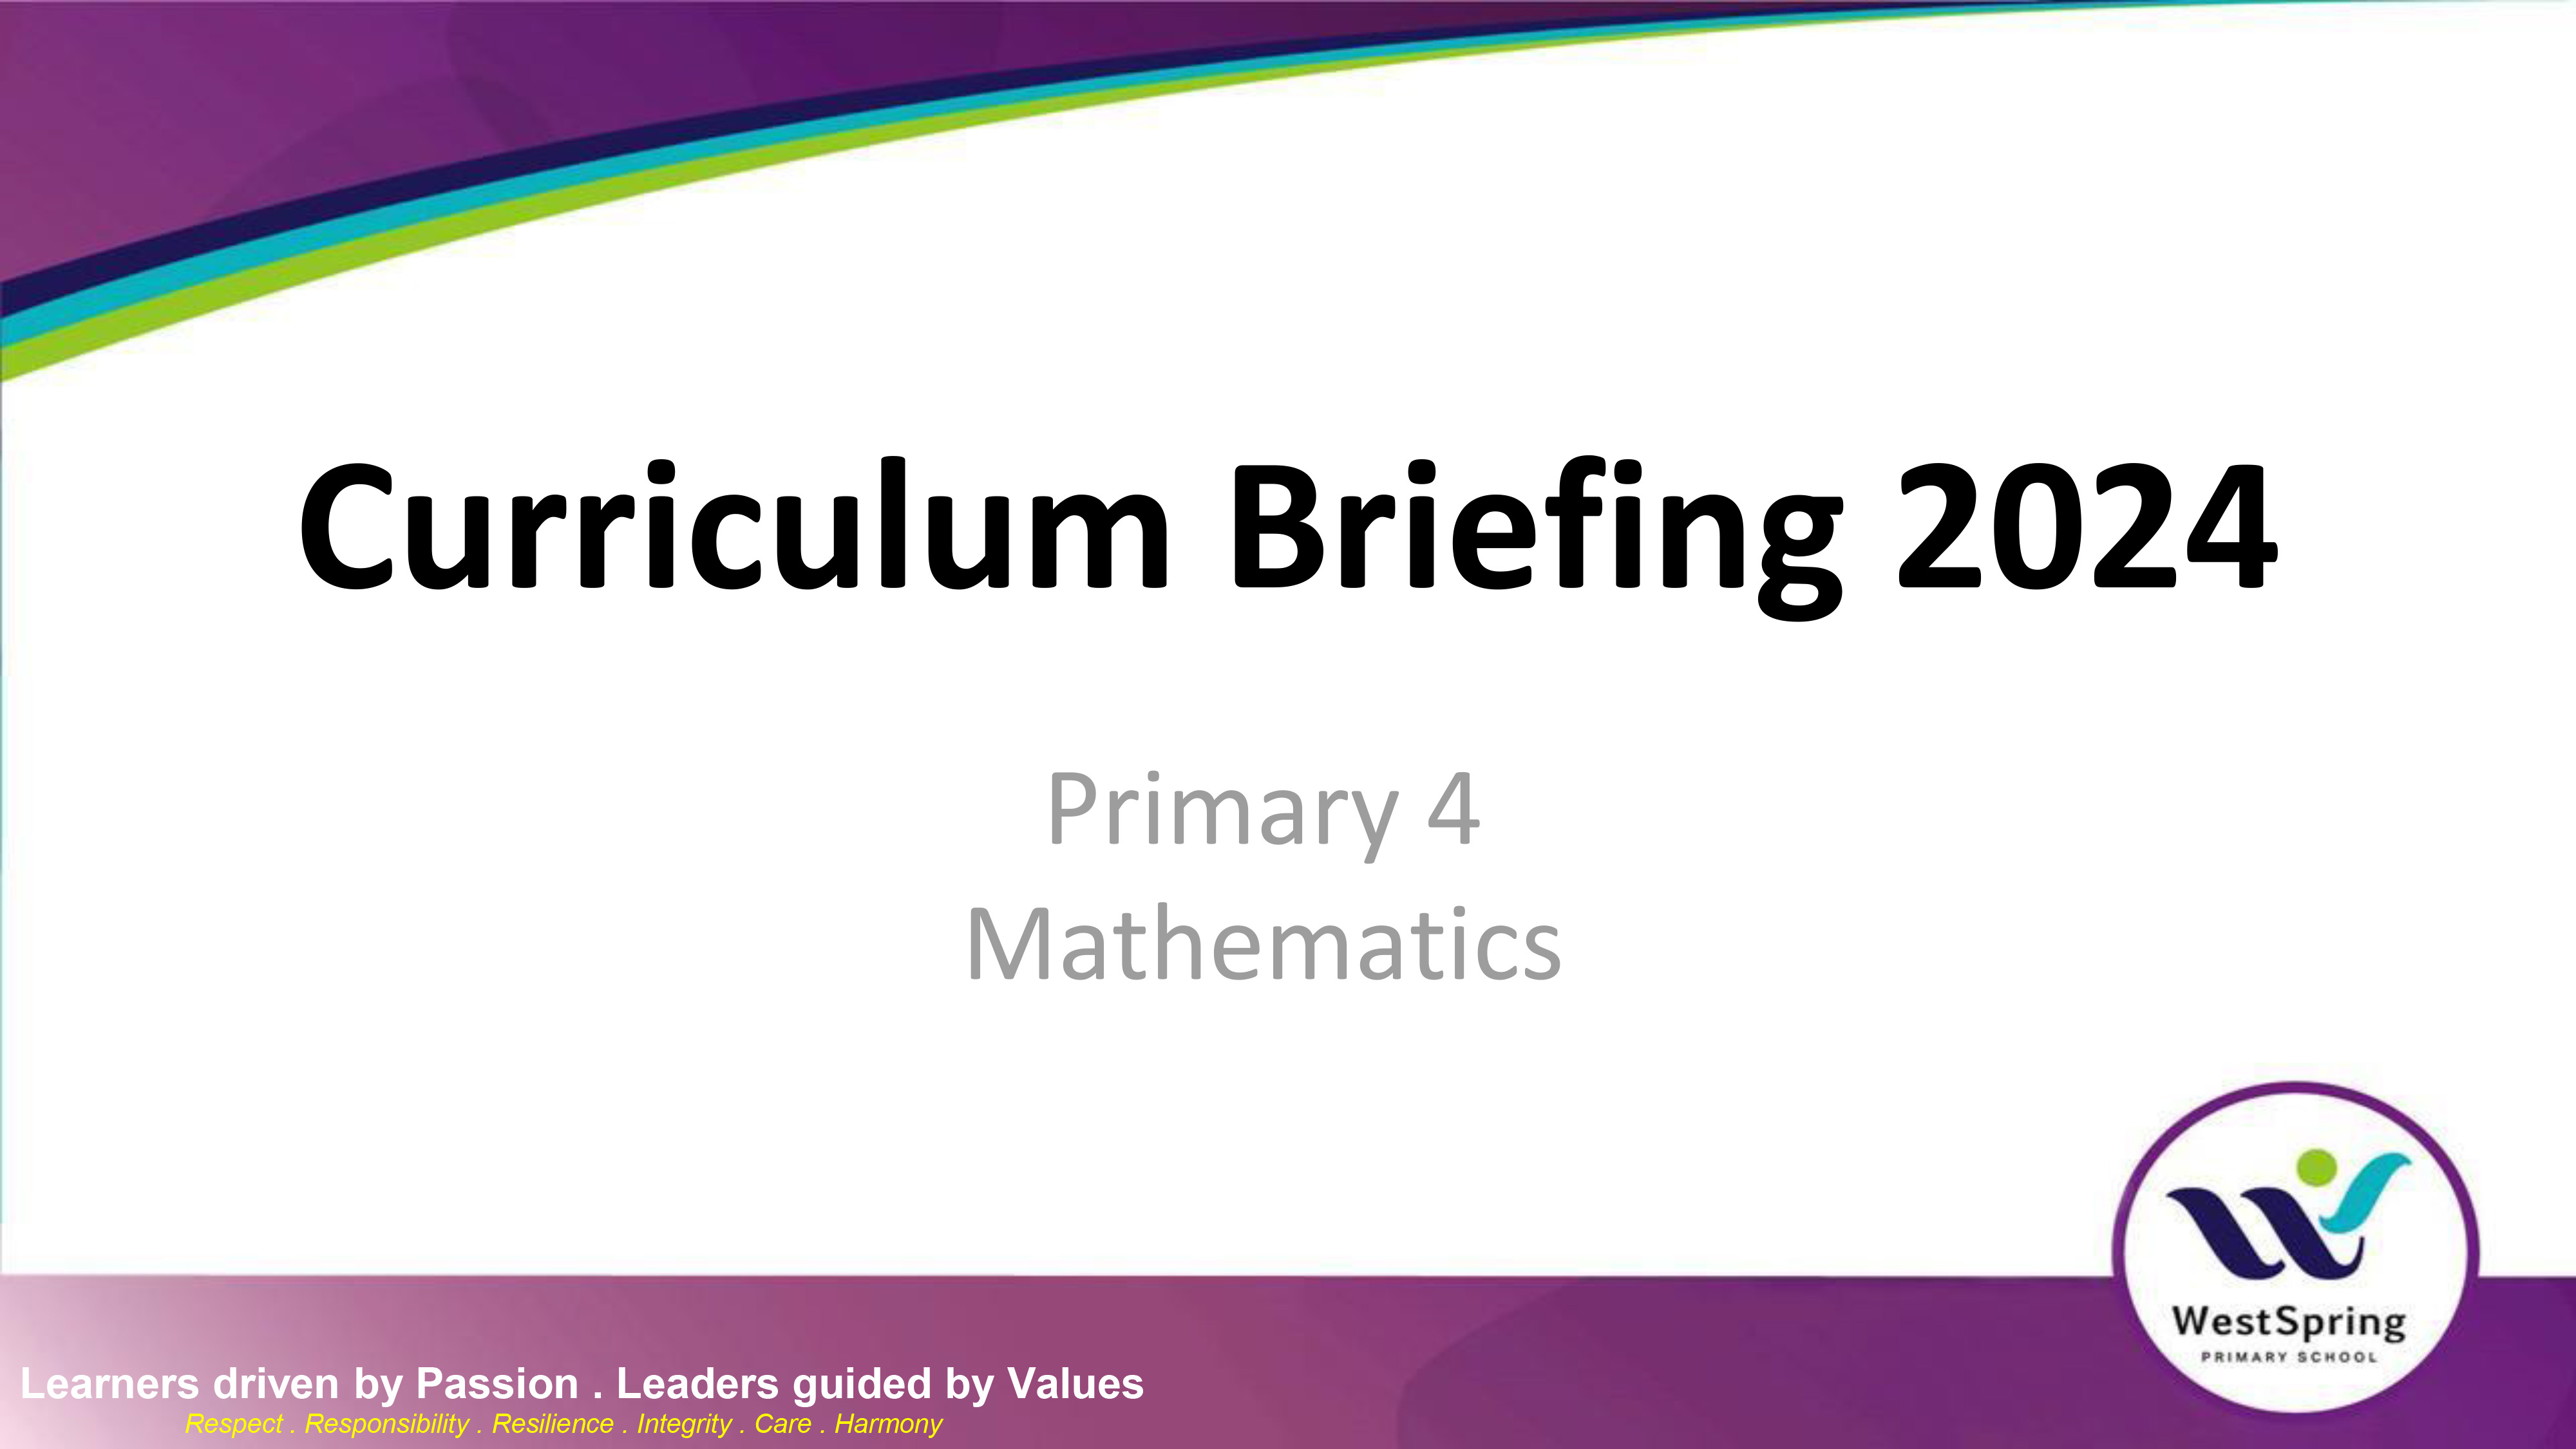 Curriculum Briefing 2024
Primary 4
Mathematics
WestSpring
PRIMARY SCHOOL
Learners driven by Passion . Leaders guided by Values
Respect . Responsibility . Resilience . Integrity . Care . Harmony